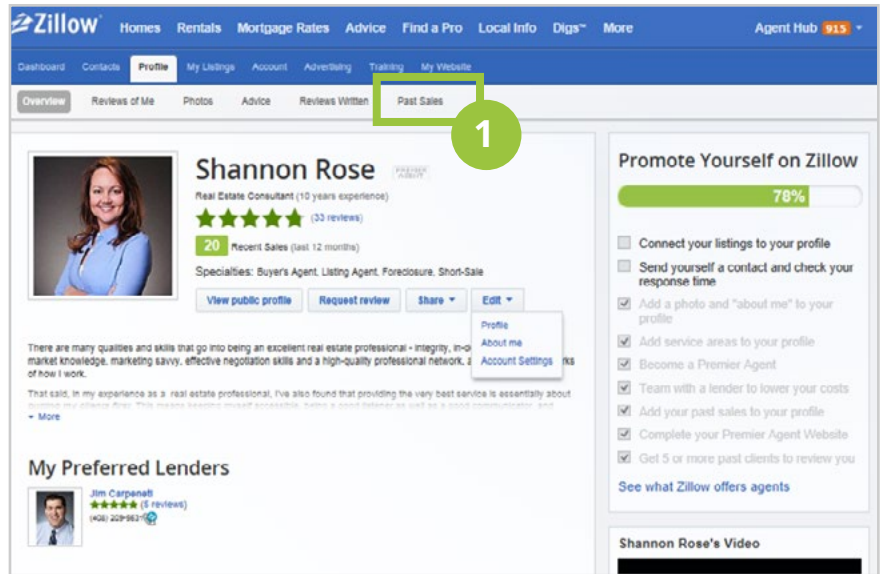 Zillow Homes Rentals Mortgage Rates Advice Find a Pro Local Info Digs™ More Agent Hub 915
Dashboard Contacts Profile My Listings Account Advertising Training My Website
Overview Reviews of Me Photos Advice Reviews Written Past Sales
1
Shannon Rose PREMIER AGENT
Real Estate Consultant (10 years experience)
(33 reviews)
20 Recent Sales (last 12 months)
Specialties: Buyer's Agent, Listing Agent, Foreclosure, Short-Sale
View public profile Request review Share Edit
Profile
About me
Account Settings
There are many qualities and skills that go into being an excellent real estate professional - integrity,
market knowledge, marketing savvy, effective negotiation skills and a high-quality professional network,
of how I work.
That said, in my experience as a real estate professional, I've also found that providing the very best service is essentially about
More
My Preferred Lenders
Jim Carpeneti
(5 reviews)
Promote Yourself on Zillow
78%
Connect your listings to your profile
Send yourself a contact and check your
response time
Add a photo and "about me" to your
profile
Add service areas to your profile
Become a Premier Agent
Team with a lender to lower your costs
Add your past sales to your profile
Complete your Premier Agent Website
Get 5 or more past clients to review you
See what Zillow offers agents
Shannon Rose's Video